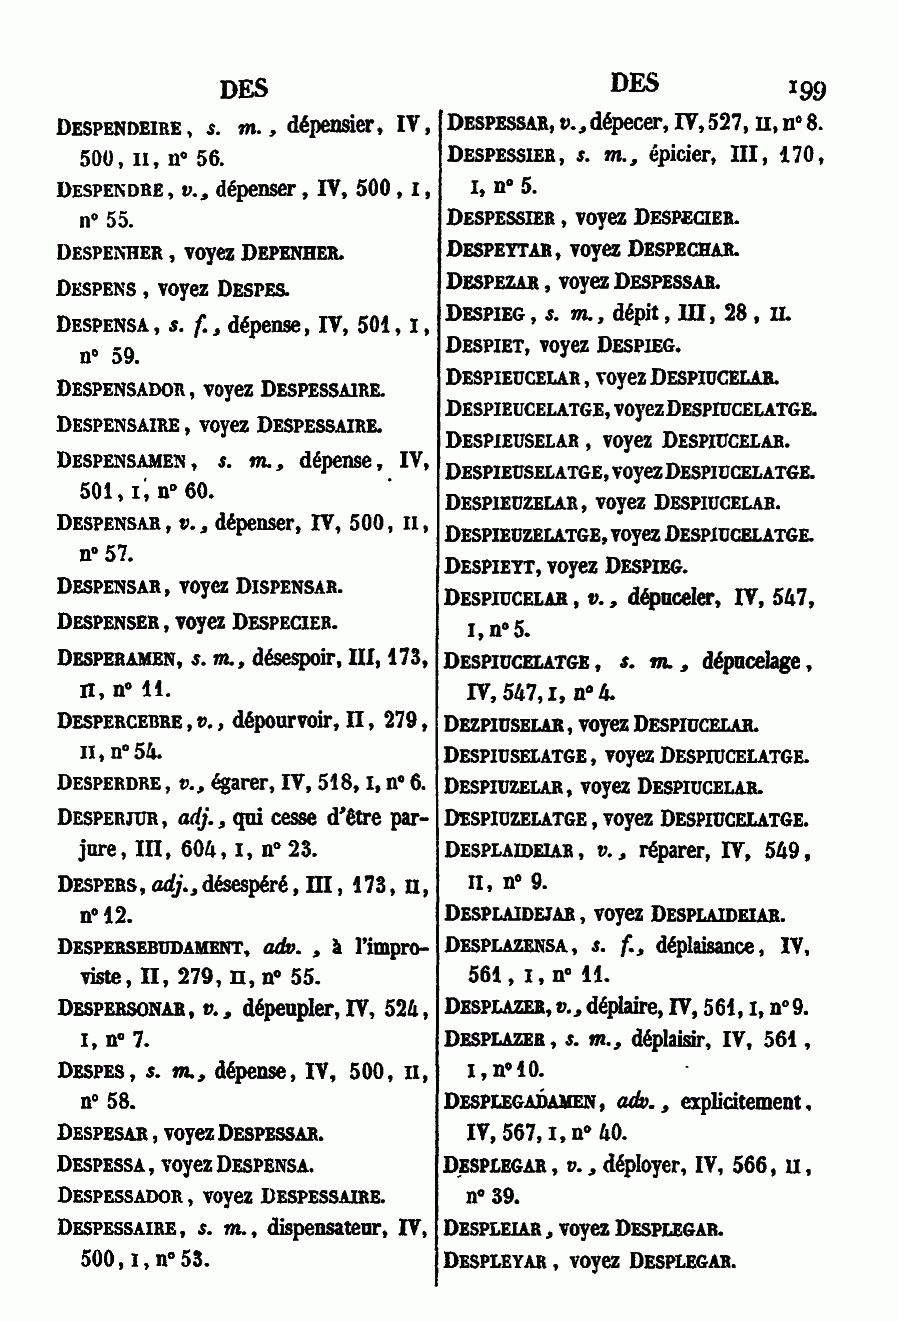 DES
DESPENDEIRE, s. m., dépensier, IV,
500, II, n° 56.
DESPENDRE, v., dépenser, IV, 500, I,
n° 55.
DESPENHER, voyez DEPENHER.
DESPENS, voyez DESPES.
DESPENSA, s. f., dépense, IV, 501, I,
n° 59.
DESPENSADOR, voyez DESPESSAIRE.
DESPENSAIRE, voyez DESPESSAIRE.
DESPENSAMEN, s. m., dépense, IV,
501, I, n° 60.
DESPENSAR, v., dépenser, IV, 500, II,
n° 57.
DESPENSAR, voyez DISPENSAR.
DESPENSER, voyez DESPECIER.
DESPERAMEN, s. m., désespoir, III, 173,
II, n° 11.
DESPERCEBRE, v., dépourvoir, II, 279,
II, n° 54.
DESPERDRE, v., égarer, IV, 518, I, n° 6.
DESPERJUR, adj., qui cesse d'être par-
jure, III, 604, I, n° 23.
DESPERS, adj., désespéré, III, 173, II,
n° 12.
DESPERSEBUDAMENT, adv., à l'impro-
viste, II, 279, II, n° 55.
DESPERSONAR, v., dépeupler, IV, 524,
I, n° 7.
DESPES, s. m., dépense, IV, 500, II,
n° 58.
DESPESAR, voyez DESPESSAR.
DESPESSA, voyez DESPENSA.
DESPESSADOR, voyez DESPESSAIRE.
DESPESSAIRE, s. m., dispensateur, IV,
500, I, n° 53.
DES 199
DESPESSAR, v., dépecer, IV, 527, II, n° 8.
DESPESSIER, s. m., épicier, III, 170,
I, n° 5.
DESPESSIER, voyez DESPECIER.
DESPEYTAR, voyez DESPECHAR.
DESPEZAR, voyez DESPESSAR.
DESPIEG, s. m., dépit, III, 28, II.
DESPIET, voyez DESPIEG.
DESPIEUCELAR, voyez DESPIUCELAR.
DESPIEUCELATGE, voyez DESPIUCELATGE.
DESPIEUSELAR, voyez DESPIUCELAR.
DESPIEUSELATGE, voyez DESPIUCELATGE.
DESPIEUZELAR, voyez DESPIUCELAR.
DESPIEUZELATGE, voyez DESPIUCELATGE.
DESPIEYT, voyez DESPIEG.
DESPIUCELAR, v., dépuceler, IV, 547,
I, n° 5.
DESPIUCELATGE, s. m., dépucelage,
IV, 547, I, n° 4.
DEZPIUSELAR, voyez DESPIUCELAR.
DESPIUSELATGE, voyez DESPIUCELATGE.
DESPIUZELAR, voyez DESPIUCELAR.
DESPIUZELATGE, voyez DESPIUCELATGE.
DESPLAIDEIAR, v., réparer, IV, 549,
II, n° 9.
DESPLAIDEJAR, voyez DESPLAIDEIAR.
DESPLAZENSA, s. f., déplaisance, IV,
561, I, n° 11.
DESPLAZER, v., déplaire, IV, 561, I, n° 9.
DESPLAZER, s. m., déplaisir, IV, 561,
I, n° 10.
DESPLEGADAMEN, adv., explicitement,
IV, 567, I, n° 40.
DESPLEGAR, v., déployer, IV, 566, II,
n° 39.
DESPLEIAR, voyez DESPLEGAR.
DESPLEYAR, voyez DESPLEGAR.